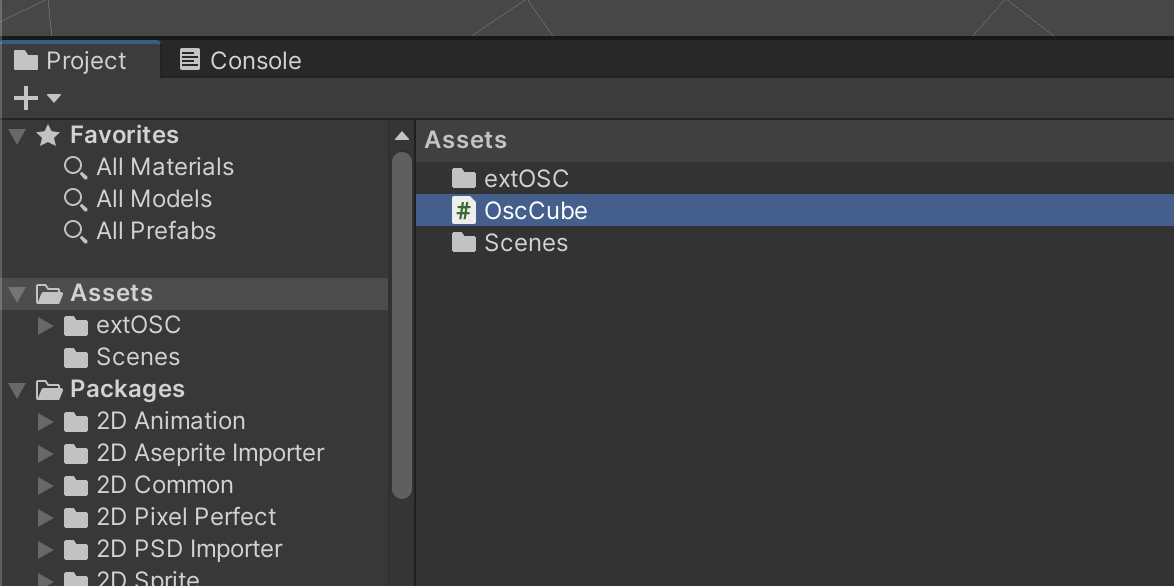 Project
Console
Favorites
All Materials
All Models
All Prefabs
Assets
extOSC
Scenes
Packages
2D Animation
2D Aseprite Importer
2D Common
2D Pixel Perfect
2D PSD Importer
2D Sprite
Assets
extOSC
# OscCube
Scenes